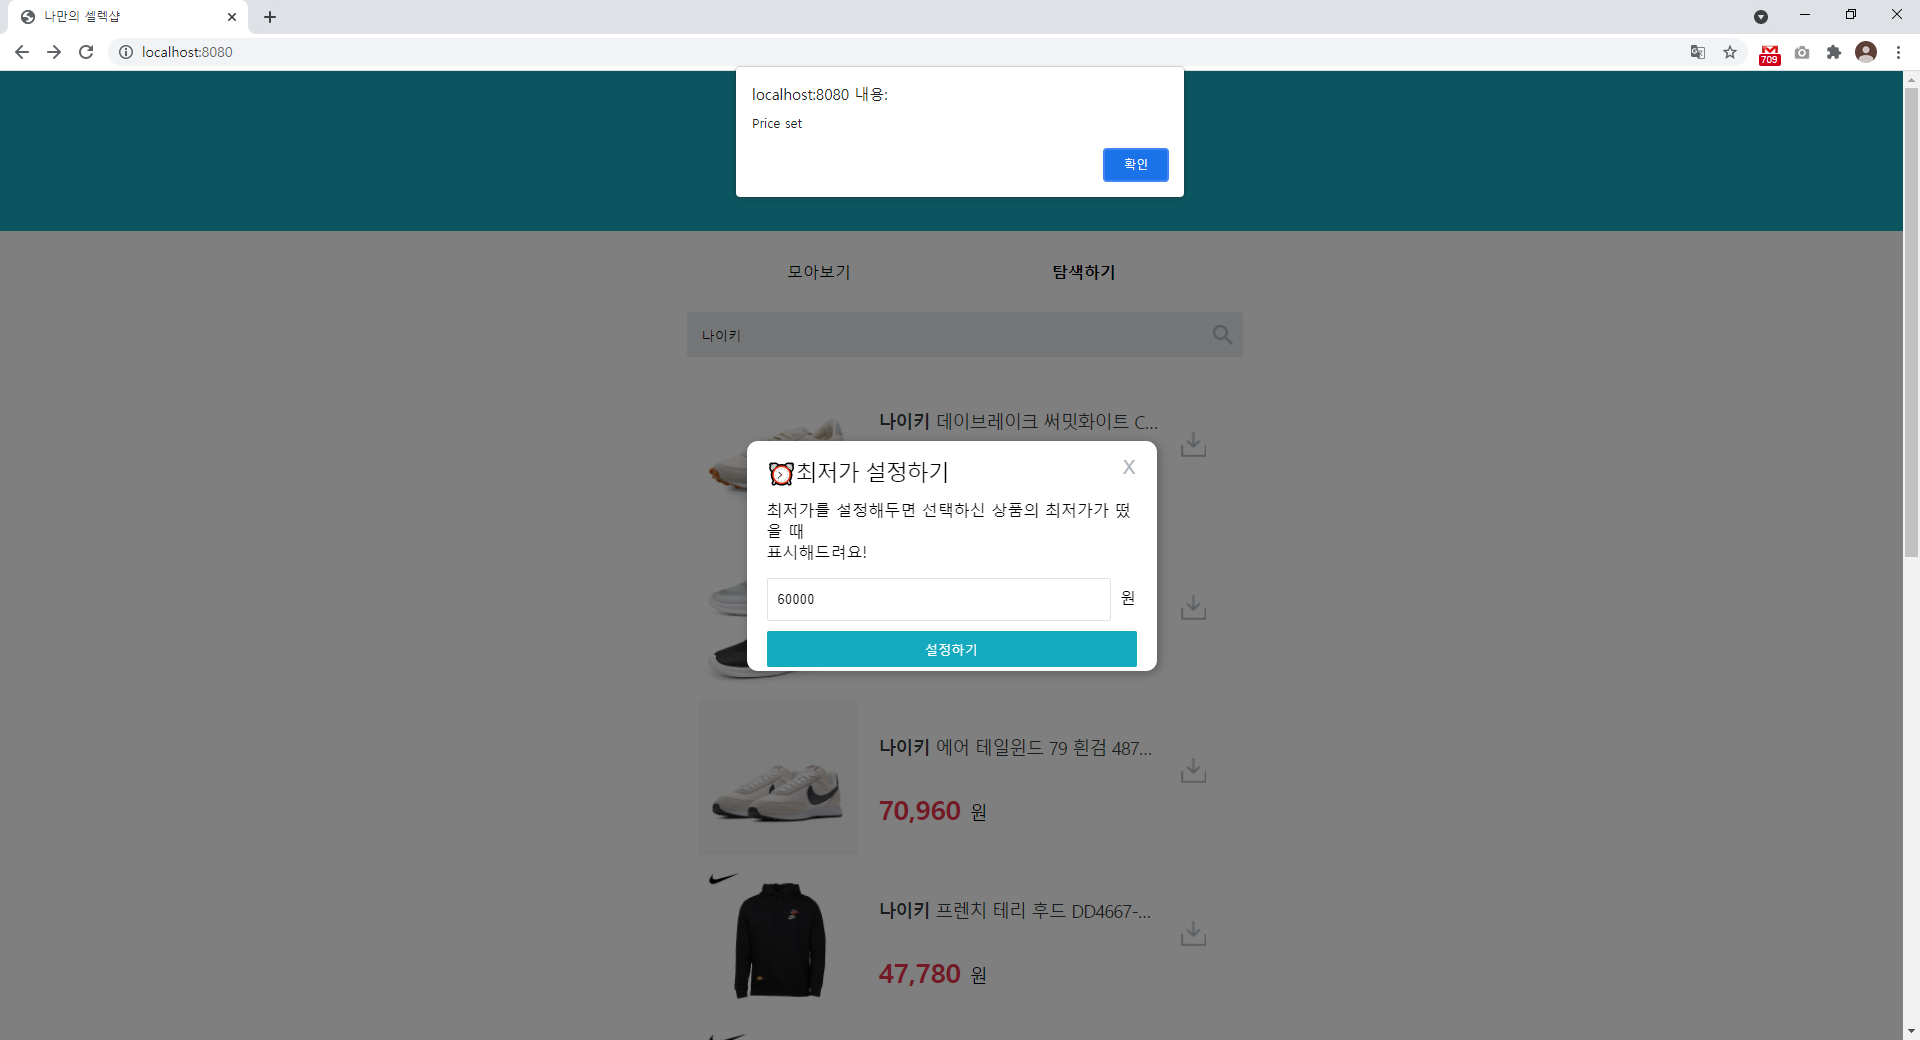 나만의 셀렉샵
localhost:8080
709
localhost:8080 내용:
Price set
확인
모아보기
탐색하기
나이키
나이키 데이브레이크 써밋화이트 C...
⏰최저가 설정하기
X
최저가를 설정해두면 선택하신 상품의 최저가가 떴
을 때
표시해드려요!
60000
원
설정하기
나이키 에어 테일윈드 79 흰검 487...
70,960 원
나이키 프렌치 테리 후드 DD4667-...
47,780 원